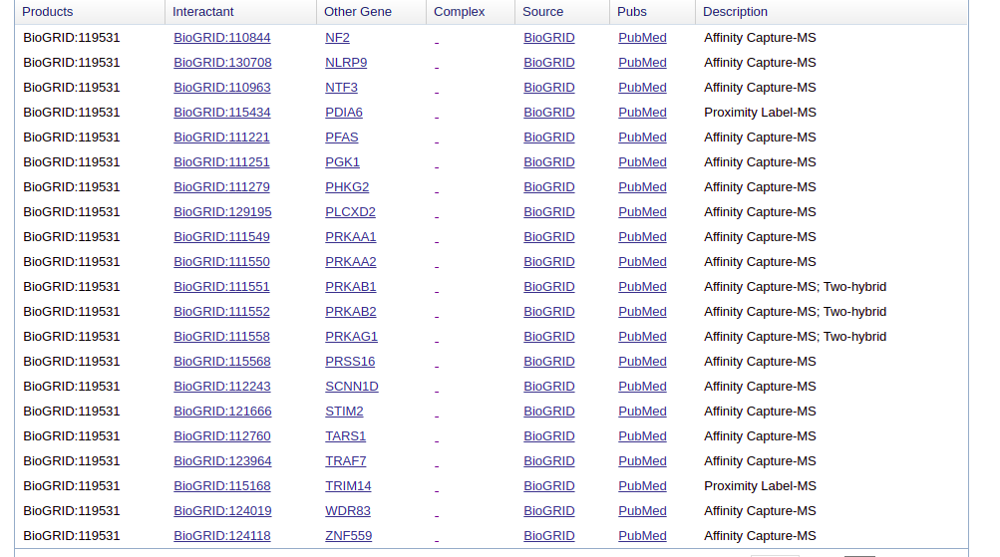 Products Interactant Other Gene Complex Source Pubs Description
BioGRID:119531 BioGRID:110844 NF2 - BioGRID PubMed Affinity Capture-MS
BioGRID:119531 BioGRID:130708 NLRP9 - BioGRID PubMed Affinity Capture-MS
BioGRID:119531 BioGRID:110963 NTF3 - BioGRID PubMed Affinity Capture-MS
BioGRID:119531 BioGRID:115434 PDIA6 - BioGRID PubMed Proximity Label-MS
BioGRID:119531 BioGRID:111221 PFAS - BioGRID PubMed Affinity Capture-MS
BioGRID:119531 BioGRID:111251 PGK1 - BioGRID PubMed Affinity Capture-MS
BioGRID:119531 BioGRID:111279 PHKG2 - BioGRID PubMed Affinity Capture-MS
BioGRID:119531 BioGRID:129195 PLCXD2 - BioGRID PubMed Affinity Capture-MS
BioGRID:119531 BioGRID:111549 PRKAA1 - BioGRID PubMed Affinity Capture-MS
BioGRID:119531 BioGRID:111550 PRKAA2 - BioGRID PubMed Affinity Capture-MS
BioGRID:119531 BioGRID:111551 PRKAB1 - BioGRID PubMed Affinity Capture-MS; Two-hybrid
BioGRID:119531 BioGRID:111552 PRKAB2 - BioGRID PubMed Affinity Capture-MS; Two-hybrid
BioGRID:119531 BioGRID:111558 PRKAG1 - BioGRID PubMed Affinity Capture-MS; Two-hybrid
BioGRID:119531 BioGRID:115568 PRSS16 - BioGRID PubMed Affinity Capture-MS
BioGRID:119531 BioGRID:112243 SCNN1D - BioGRID PubMed Affinity Capture-MS
BioGRID:119531 BioGRID:121666 STIM2 - BioGRID PubMed Affinity Capture-MS
BioGRID:119531 BioGRID:112760 TARS1 - BioGRID PubMed Affinity Capture-MS
BioGRID:119531 BioGRID:123964 TRAF7 - BioGRID PubMed Affinity Capture-MS
BioGRID:119531 BioGRID:115168 TRIM14 - BioGRID PubMed Proximity Label-MS
BioGRID:119531 BioGRID:124019 WDR83 - BioGRID PubMed Affinity Capture-MS
BioGRID:119531 BioGRID:124118 ZNF559 - BioGRID PubMed Affinity Capture-MS